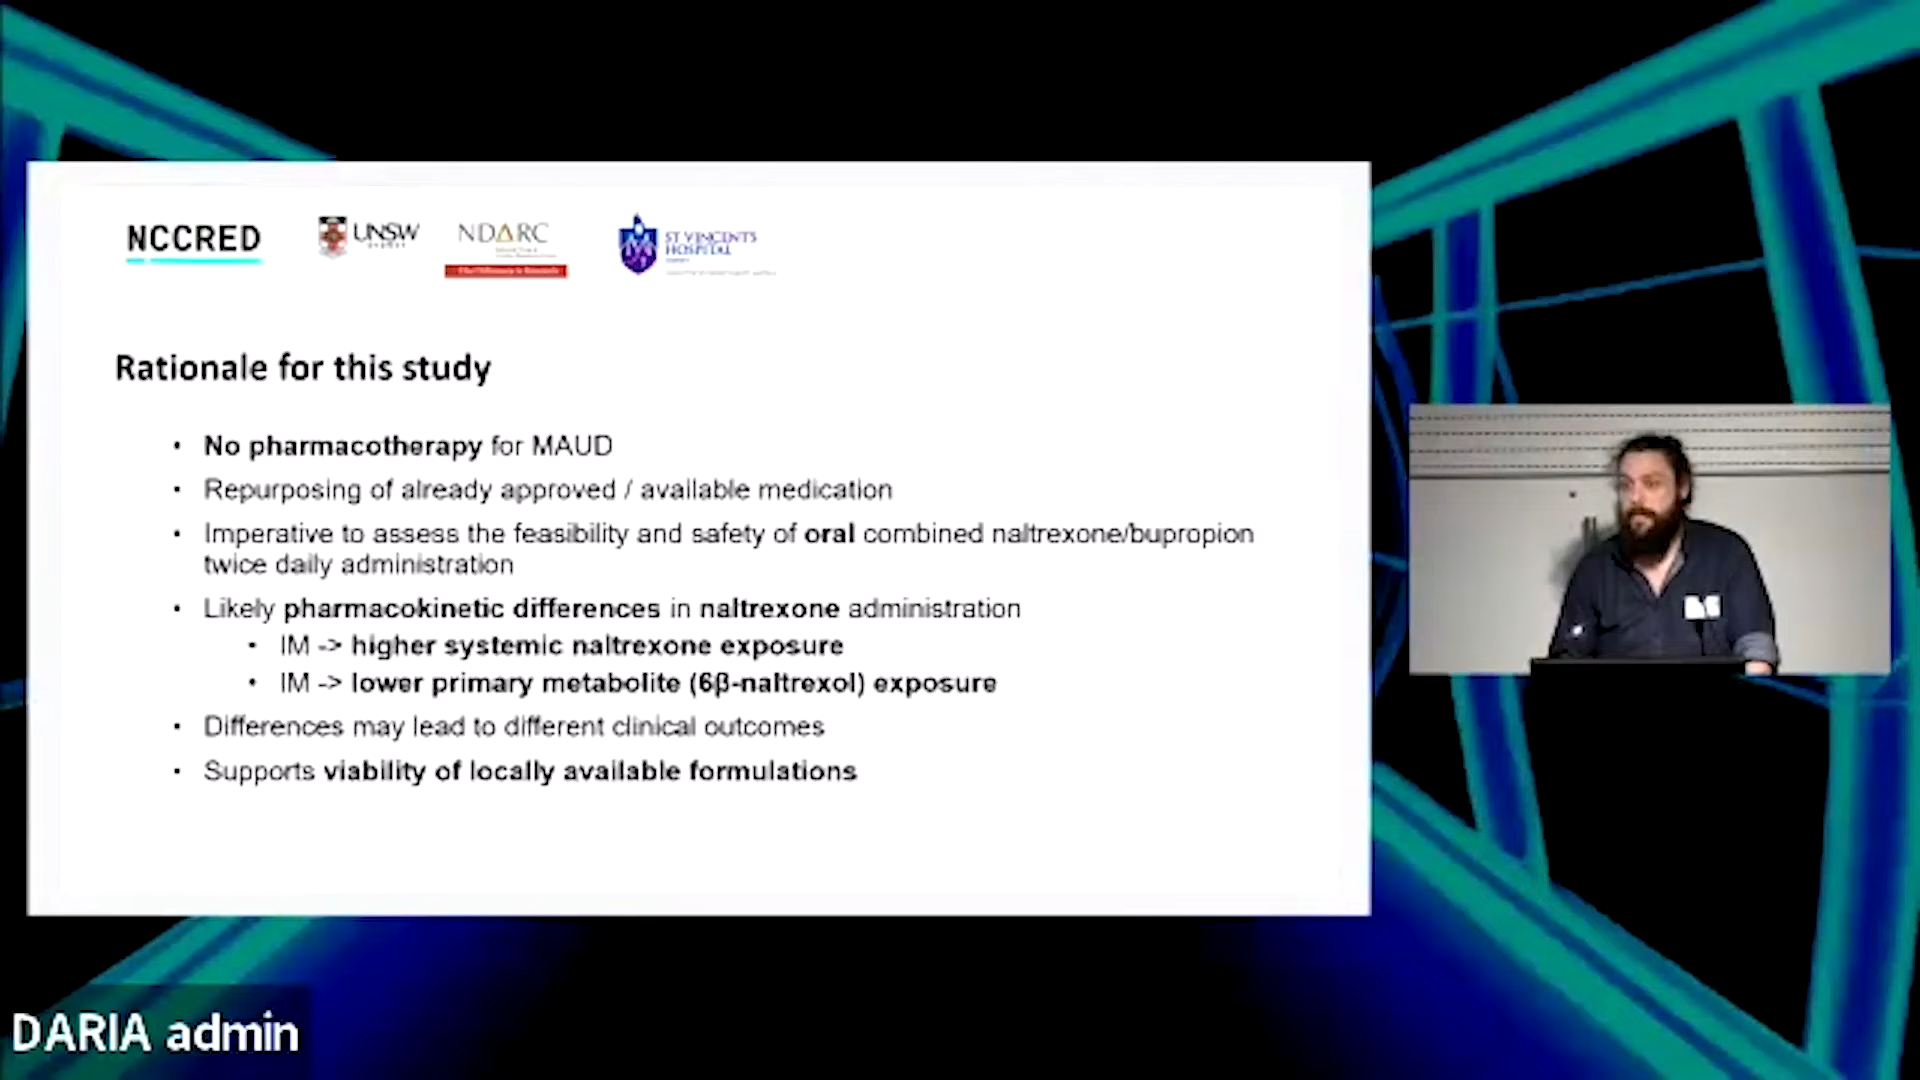 NCCRED
UNSW
SYDNEY
NDARC
ST VINCENT'S
HOSPITAL
Rationale for this study
• No pharmacotherapy for MAUD
• Repurposing of already approved / available medication
• Imperative to assess the feasibility and safety of oral combined naltrexone/bupropion
twice daily administration
• Likely pharmacokinetic differences in naltrexone administration
• IM -> higher systemic naltrexone exposure
• IM -> lower primary metabolite (6β-naltrexol) exposure
• Differences may lead to different clinical outcomes
• Supports viability of locally available formulations
DARIA admin